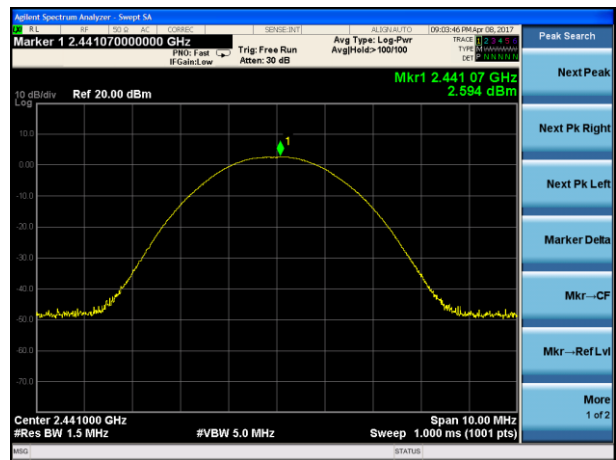 Agilent Spectrum Analyzer - Swept SA
RL RF 50 Ω AC CORREC SENSE:INT ALIGN AUTO 09:03:46 PM Apr 08, 2017
Marker 1 2.441070000000 GHz
PNO: Fast
IFGain:Low
Trig: Free Run
Atten: 30 dB
Avg Type: Log-Pwr
Avg|Hold:> 100/100
TRACE 1 2 3 4 5 6
TYPE M
DET P N N N N N
Peak Search
Mkr1 2.441 07 GHz
2.594 dBm
10 dB/div Ref 20.00 dBm
Log
10.0
0.00
-10.0
-20.0
-30.0
-40.0
-50.0
-60.0
-70.0
1
Next Peak
Next Pk Right
Next Pk Left
Marker Delta
Mkr→CF
Mkr→Ref Lvl
More
1 of 2
Center 2.441000 GHz Span 10.00 MHz
#Res BW 1.5 MHz #VBW 5.0 MHz Sweep 1.000 ms (1001 pts)
MSG STATUS